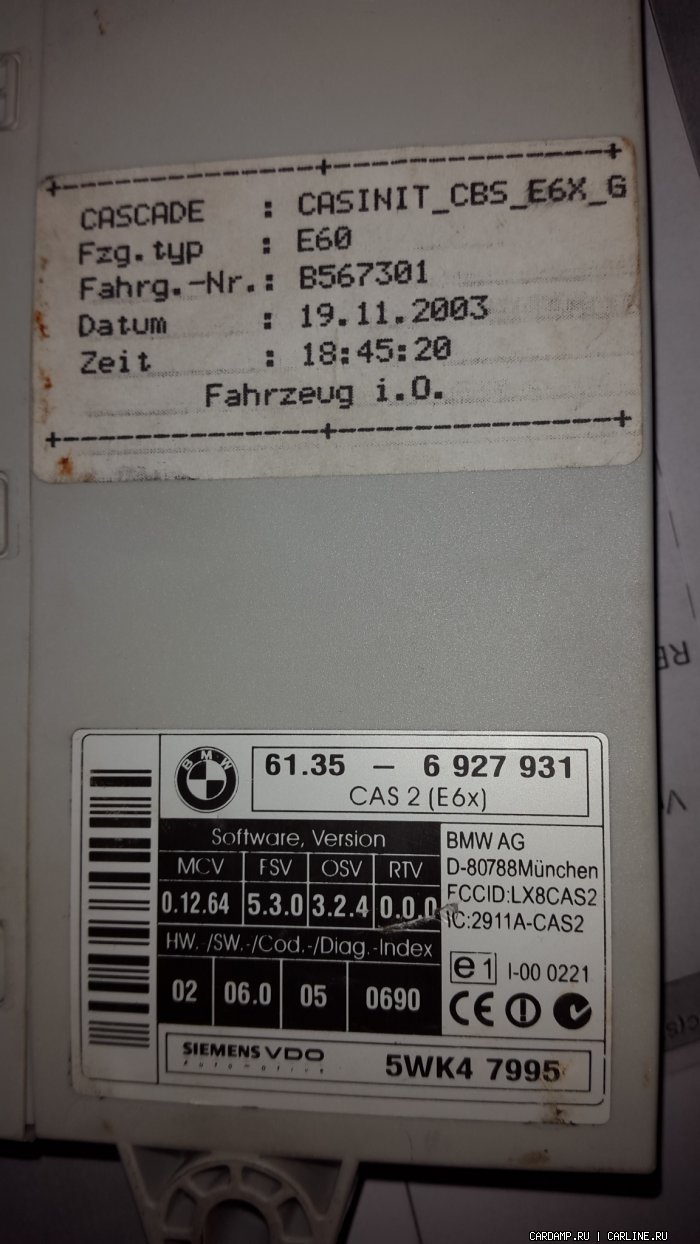 +----------------+------------------+
CASCADE : CASINIT_CBS_E6X_G
Fzg.typ : E60
Fahrg.-Nr.: B567301
Datum : 19.11.2003
Zeit : 18:45:20
Fahrzeug i.O.
+----------------+------------------+
BMW
61.35 – 6 927 931
CAS 2 (E6x)
Software, Version
MCV FSV OSV RTV
0.12.64 5.3.0 3.2.4 0.0.0
HW.-/SW.-/Cod.-/Diag.-Index
02 06.0 05 0690
BMW AG
D-80788München
FCCID:LX8CAS2
IC:2911A-CAS2
e1 I-00 0221
CE
SIEMENS VDO
Automotive
5WK4 7995
CARDAMP.RU | CARLINE.RU